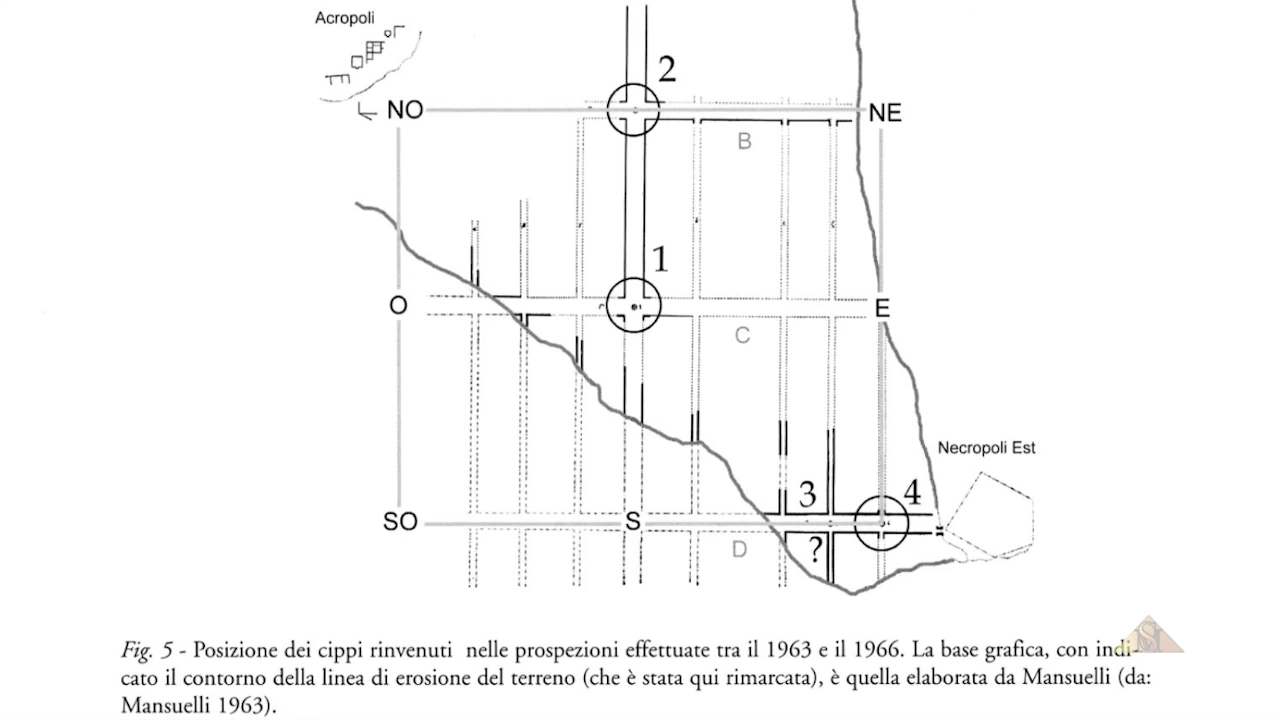 Acropoli
2
NO
NE
B
1
O
E
C
Necropoli Est
3
4
SO
S
D
?
Fig. 5 - Posizione dei cippi rinvenuti nelle prospezioni effettuate tra il 1963 e il 1966. La base grafica, con indi-
cato il contorno della linea di erosione del terreno (che è stata qui rimarcata), è quella elaborata da Mansuelli (da:
Mansuelli 1963).